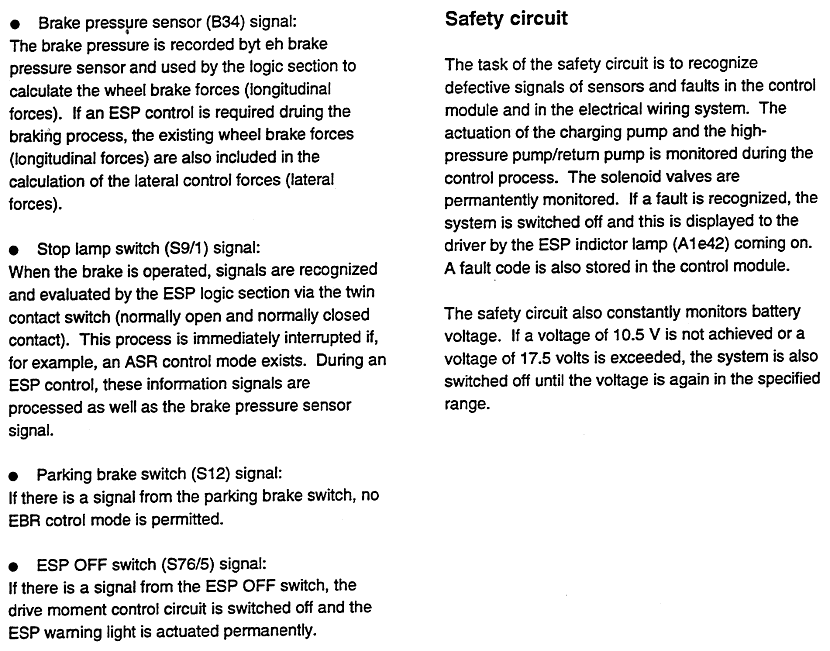 ● Brake pressure sensor (B34) signal:
The brake pressure is recorded byt eh brake
pressure sensor and used by the logic section to
calculate the wheel brake forces (longitudinal
forces). If an ESP control is required druing the
braking process, the existing wheel brake forces
(longitudinal forces) are also included in the
calculation of the lateral control forces (lateral
forces).
● Stop lamp switch (S9/1) signal:
When the brake is operated, signals are recognized
and evaluated by the ESP logic section via the twin
contact switch (normally open and normally closed
contact). This process is immediately interrupted if,
for example, an ASR control mode exists. During an
ESP control, these information signals are
processed as well as the brake pressure sensor
signal.
● Parking brake switch (S12) signal:
If there is a signal from the parking brake switch, no
EBR cotrol mode is permitted.
● ESP OFF switch (S76/5) signal:
If there is a signal from the ESP OFF switch, the
drive moment control circuit is switched off and the
ESP warning light is actuated permanently.
Safety circuit
The task of the safety circuit is to recognize
defective signals of sensors and faults in the control
module and in the electrical wiring system. The
actuation of the charging pump and the high-
pressure pump/return pump is monitored during the
control process. The solenoid valves are
permantently monitored. If a fault is recognized, the
system is switched off and this is displayed to the
driver by the ESP indictor lamp (A1e42) coming on.
A fault code is also stored in the control module.
The safety circuit also constantly monitors battery
voltage. If a voltage of 10.5 V is not achieved or a
voltage of 17.5 volts is exceeded, the system is also
switched off until the voltage is again in the specified
range.